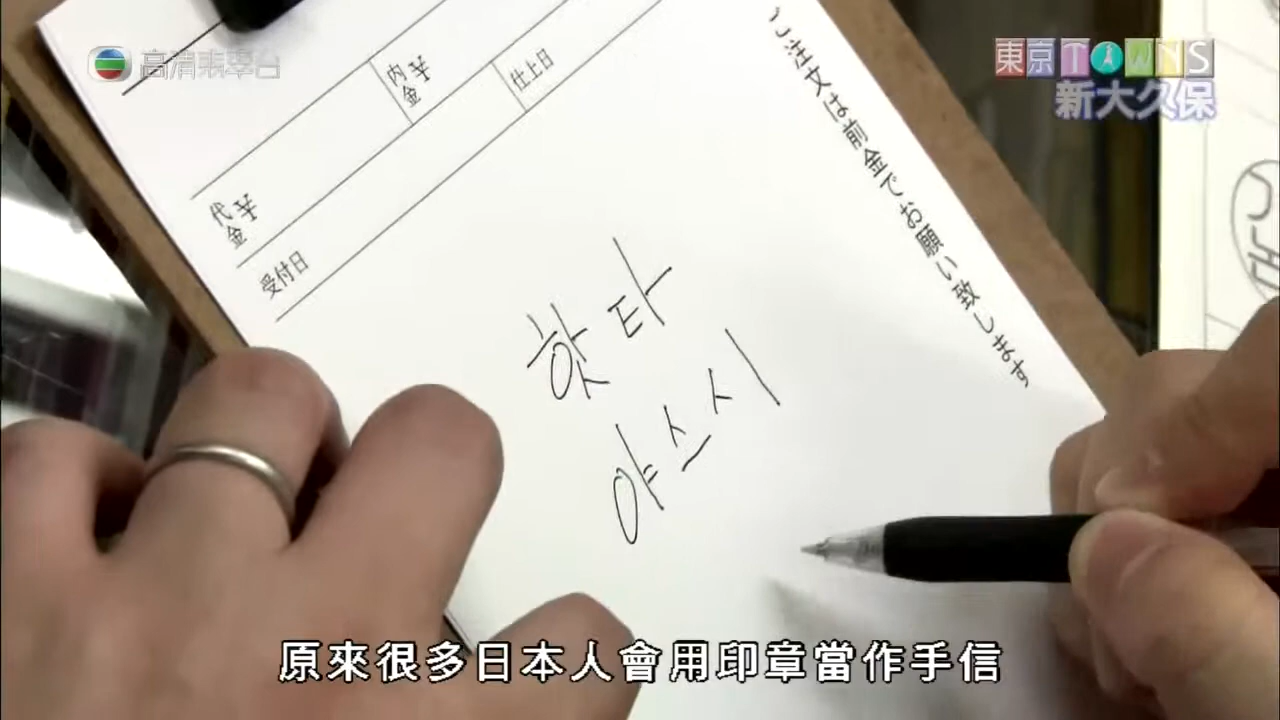 高清翡翠台
東京TOWNS
新大久保
内金 ¥
仕上日
代金 ¥
受付日
ご注文は前金でお願い致します
핫타
야스시
原來很多日本人會用印章當作手信